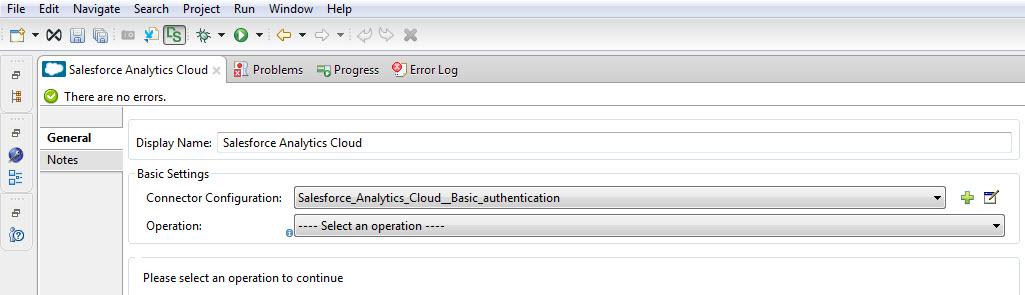 File Edit Navigate Search Project Run Window Help
LS
Salesforce Analytics Cloud Problems Progress Error Log
There are no errors.
General
Notes
Display Name: Salesforce Analytics Cloud
Basic Settings
Connector Configuration: Salesforce_Analytics_Cloud__Basic_authentication
Operation: ---- Select an operation ----
Please select an operation to continue